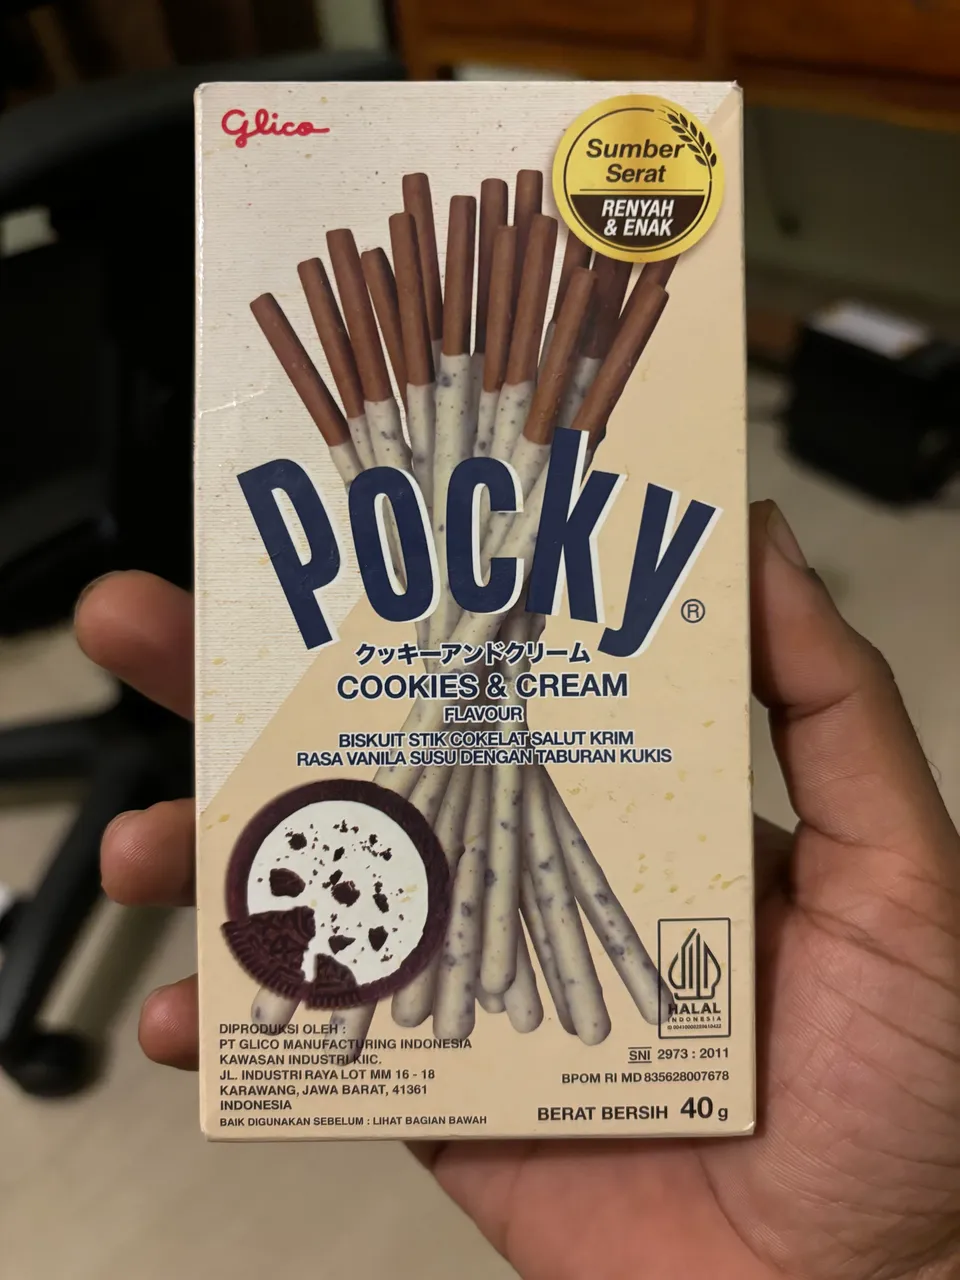 Glico
Sumber
Serat
RENYAH
& ENAK
Pocky
®
クッキーアンドクリーム
COOKIES & CREAM
FLAVOUR
BISKUIT STIK COKELAT SALUT KRIM
RASA VANILA SUSU DENGAN TABURAN KUKIS
HALAL
INDONESIA
DIPRODUKSI OLEH :
PT GLICO MANUFACTURING INDONESIA
KAWASAN INDUSTRI KIIC.
JL. INDUSTRI RAYA LOT MM 16 - 18
KARAWANG, JAWA BARAT, 41361
INDONESIA
BAIK DIGUNAKAN SEBELUM : LIHAT BAGIAN BAWAH
SNI 2973 : 2011
BPOM RI MD 835628007678
BERAT BERSIH 40 g